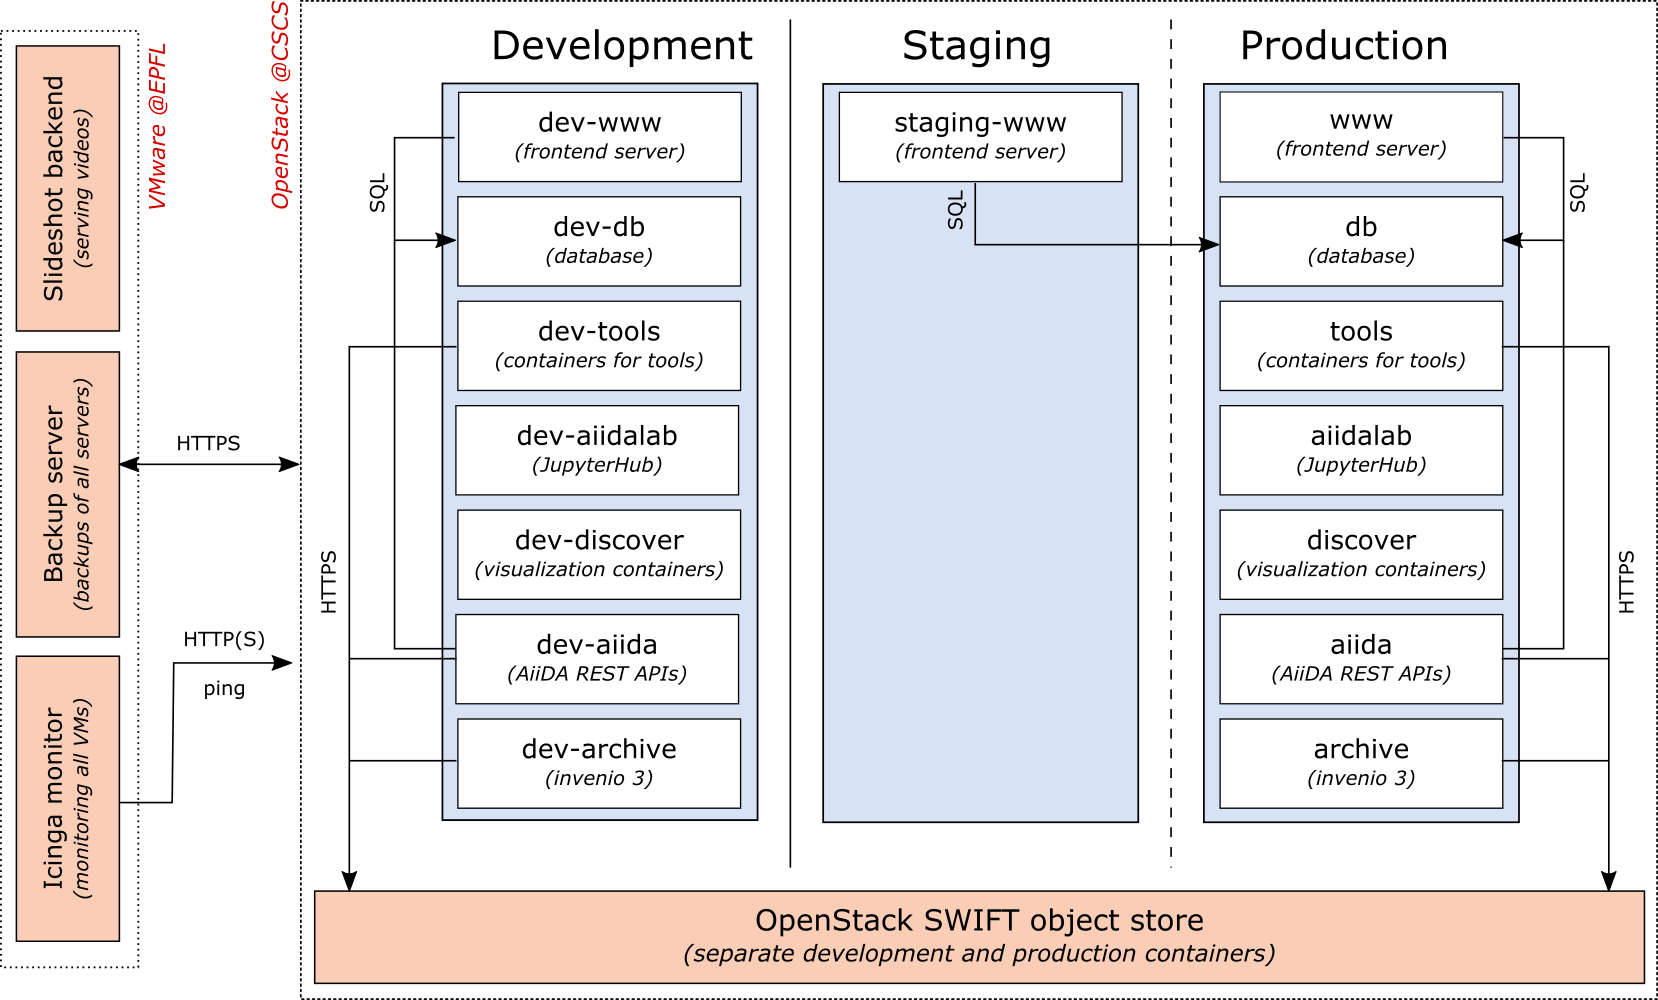 Slideshot backend
(serving videos)
Backup server
(backups of all servers)
Icinga monitor
(monitoring all VMs)
VMware @EPFL
HTTPS
HTTP(S)
ping
OpenStack @CSCS
Development
SQL
HTTPS
dev-www
(frontend server)
dev-db
(database)
dev-tools
(containers for tools)
dev-aiidalab
(JupyterHub)
dev-discover
(visualization containers)
dev-aiida
(AiiDA REST APIs)
dev-archive
(invenio 3)
Staging
staging-www
(frontend server)
SQL
Production
www
(frontend server)
db
(database)
tools
(containers for tools)
aiidalab
(JupyterHub)
discover
(visualization containers)
aiida
(AiiDA REST APIs)
archive
(invenio 3)
SQL
HTTPS
OpenStack SWIFT object store
(separate development and production containers)